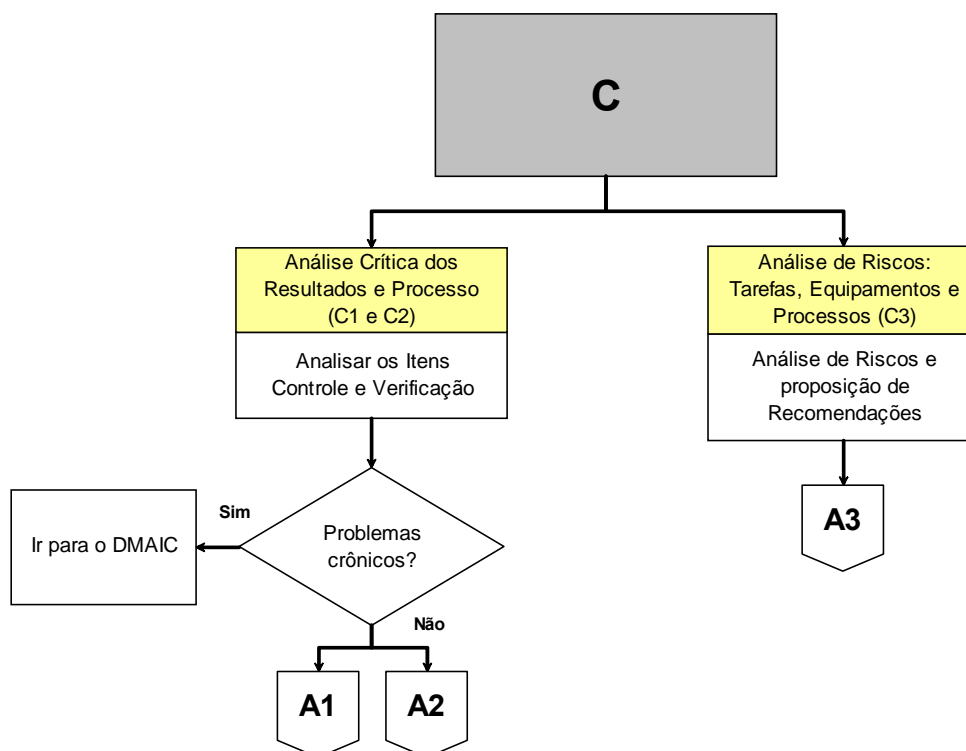 C
Análise Crítica dos
Resultados e Processo
(C1 e C2)
Analisar os Itens
Controle e Verificação
Análise de Riscos:
Tarefas, Equipamentos e
Processos (C3)
Análise de Riscos e
proposição de
Recomendações
Sim
Ir para o DMAIC
Problemas
crônicos?
A3
Não
A1
A2